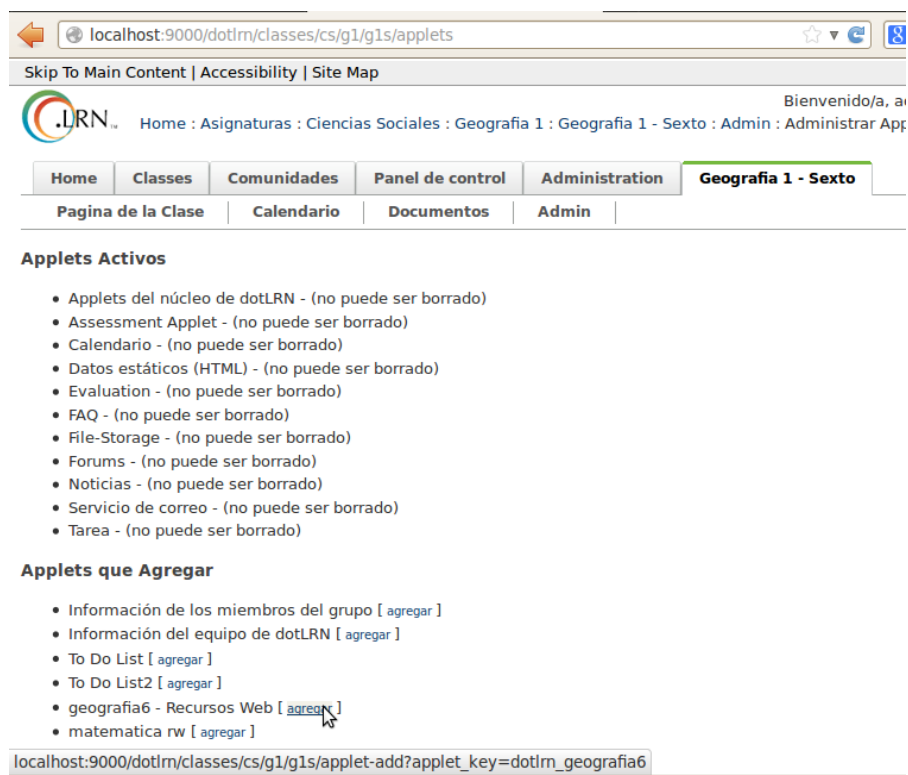 localhost:9000/dotlrn/classes/cs/g1/g1s/applets
8
Skip To Main Content | Accessibility | Site Map
Bienvenido/a, a
.LRN™
Home : Asignaturas : Ciencias Sociales : Geografia 1 : Geografia 1 - Sexto : Admin : Administrar App
Home Classes Comunidades Panel de control Administration Geografia 1 - Sexto
Pagina de la Clase Calendario Documentos Admin
Applets Activos
• Applets del núcleo de dotLRN - (no puede ser borrado)
• Assessment Applet - (no puede ser borrado)
• Calendario - (no puede ser borrado)
• Datos estáticos (HTML) - (no puede ser borrado)
• Evaluation - (no puede ser borrado)
• FAQ - (no puede ser borrado)
• File-Storage - (no puede ser borrado)
• Forums - (no puede ser borrado)
• Noticias - (no puede ser borrado)
• Servicio de correo - (no puede ser borrado)
• Tarea - (no puede ser borrado)
Applets que Agregar
• Información de los miembros del grupo [ agregar ]
• Información del equipo de dotLRN [ agregar ]
• To Do List [ agregar ]
• To Do List2 [ agregar ]
• geografia6 - Recursos Web [ agregar ]
• matematica rw [ agregar ]
localhost:9000/dotlrn/classes/cs/g1/g1s/applet-add?applet_key=dotlrn_geografia6